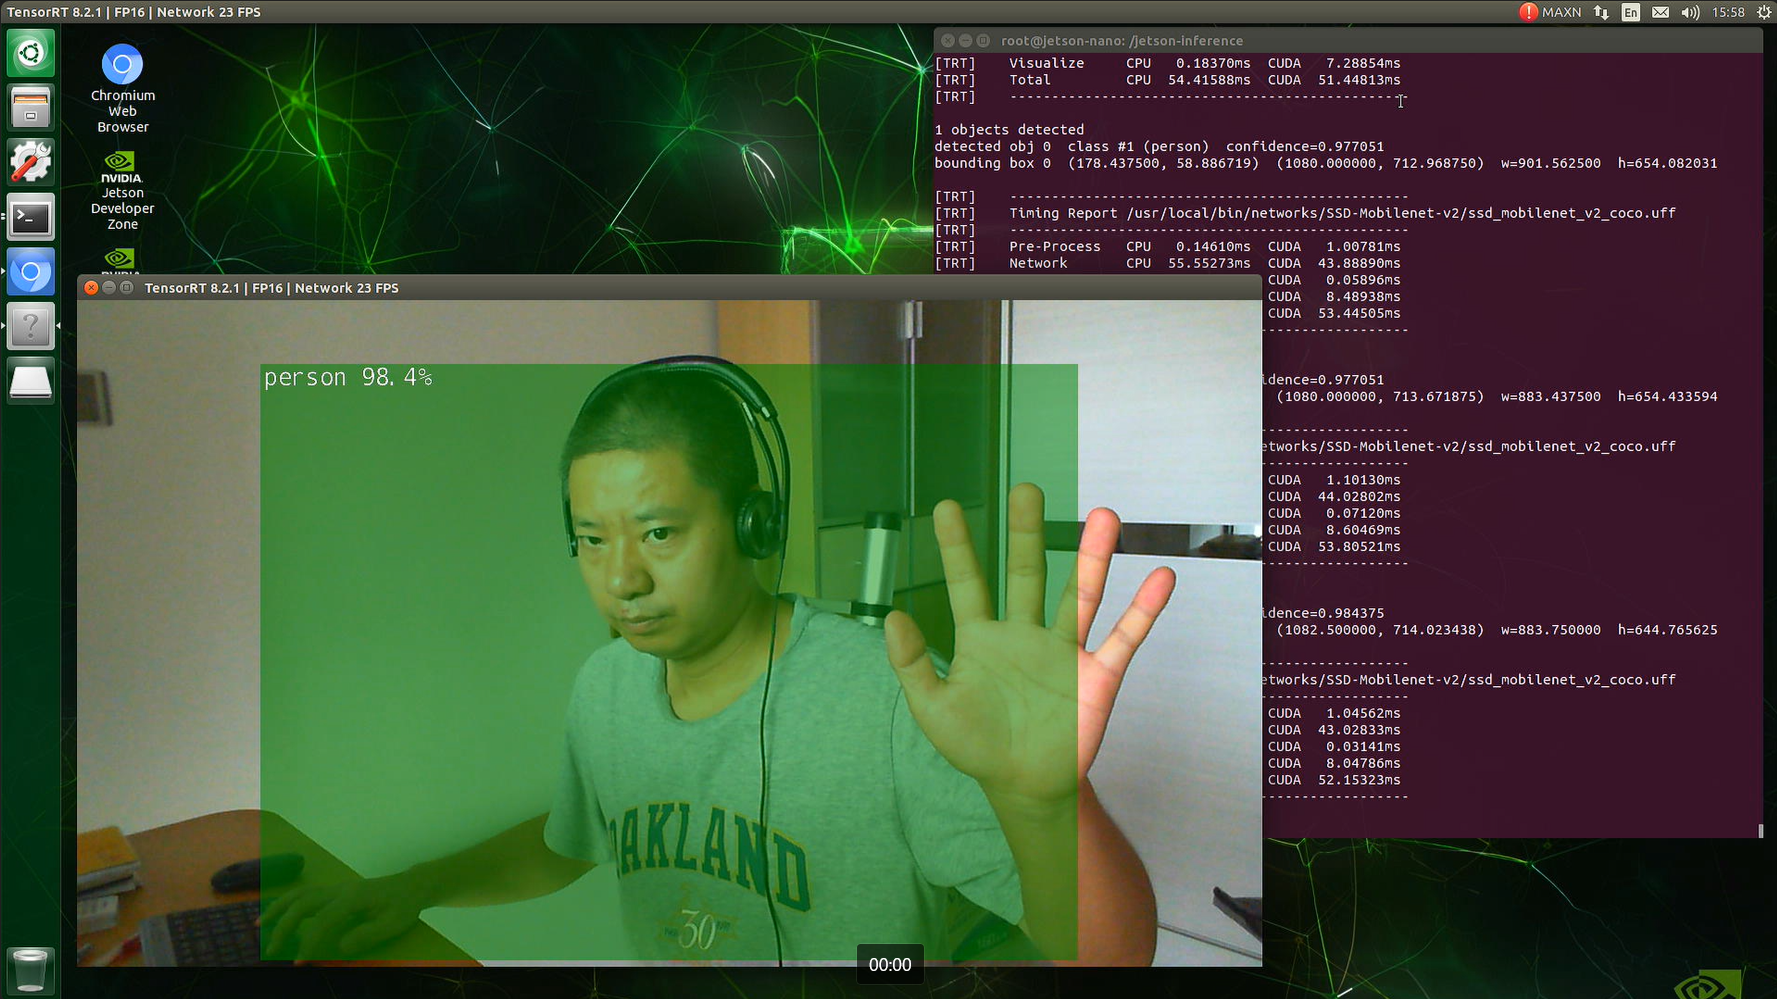 TensorRT 8.2.1 | FP16 | Network 23 FPS
MAXN
En
15:58
Chromium
Web
Browser
NVIDIA.
Jetson
Developer
Zone
root@jetson-nano: /jetson-inference
[TRT] Visualize CPU 0.18370ms CUDA 7.28854ms
[TRT] Total CPU 54.41588ms CUDA 51.44813ms
[TRT] ------------------------------------------------
1 objects detected
detected obj 0 class #1 (person) confidence=0.977051
bounding box 0 (178.437500, 58.886719) (1080.000000, 712.968750) w=901.562500 h=654.082031
[TRT] ------------------------------------------------
[TRT] Timing Report /usr/local/bin/networks/SSD-Mobilenet-v2/ssd_mobilenet_v2_coco.uff
[TRT] ------------------------------------------------
[TRT] Pre-Process CPU 0.14610ms CUDA 1.00781ms
[TRT] Network CPU 55.55273ms CUDA 43.88890ms
CUDA 0.05896ms
CUDA 8.48938ms
CUDA 53.44505ms
------------------
idence=0.977051
(1080.000000, 713.671875) w=883.437500 h=654.433594
------------------
etworks/SSD-Mobilenet-v2/ssd_mobilenet_v2_coco.uff
------------------
CUDA 1.10130ms
CUDA 44.02802ms
CUDA 0.07120ms
CUDA 8.60469ms
CUDA 53.80521ms
------------------
idence=0.984375
(1082.500000, 714.023438) w=883.750000 h=644.765625
------------------
etworks/SSD-Mobilenet-v2/ssd_mobilenet_v2_coco.uff
------------------
CUDA 1.04562ms
CUDA 43.02833ms
CUDA 0.03141ms
CUDA 8.04786ms
CUDA 52.15323ms
------------------
TensorRT 8.2.1 | FP16 | Network 23 FPS
person 98.4%
OAKLAND
30
00:00